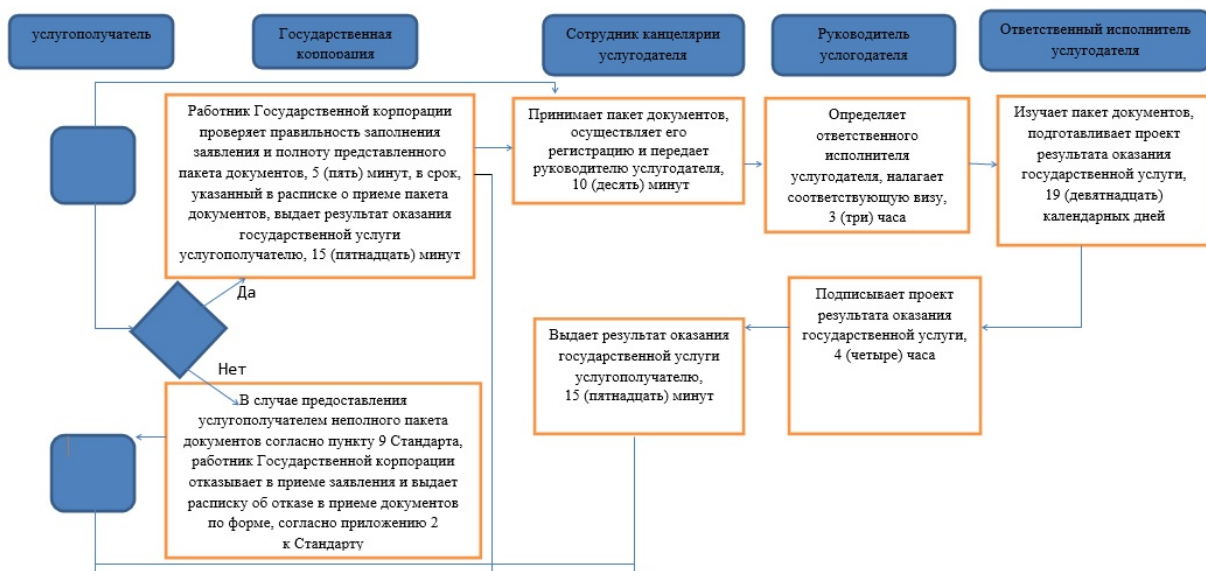 услугополучатель
Государственная
корпорация
Сотрудник канцелярии
услугодателя
Руководитель
услогодателя
Ответственный исполнитель
услугодателя
Работник Государственной корпорации
проверяет правильность заполнения
заявления и полноту представленного
пакета документов, 5 (пять) минут, в срок,
указанный в расписке о приеме пакета
документов, выдает результат оказания
государственной услуги
услугополучателю, 15 (пятнадцать) минут
Принимает пакет документов,
осуществляет его
регистрацию и передает
руководителю услугодателя,
10 (десять) минут
Определяет
ответственного
исполнителя
услугодателя, налагает
соответствующую визу,
3 (три) часа
Изучает пакет документов,
подготавливает проект
результата оказания
государственной услуги,
19 (девятнадцать)
календарных дней
Да
Нет
Подписывает проект
результата оказания
государственной услуги,
4 (четыре) часа
Выдает результат оказания
государственной услуги
услугополучателю,
15 (пятнадцать) минут
В случае предоставления
услугополучателем неполного пакета
документов согласно пункту 9 Стандарта,
работник Государственной корпорации
отказывает в приеме заявления и выдает
расписку об отказе в приеме документов
по форме, согласно приложению 2
к Стандарту